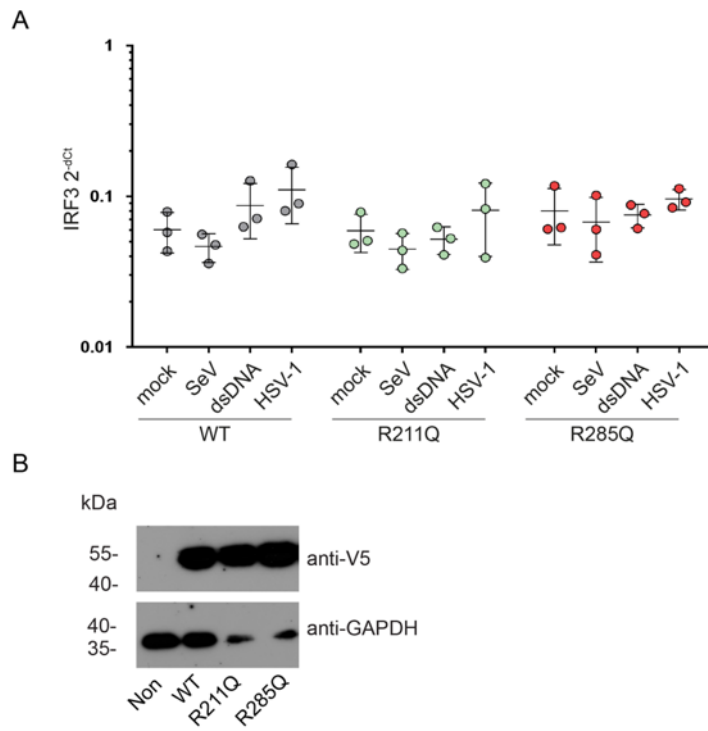 A
1
0.1
0.01
IRF3 2^-dCt
mock SeV dsDNA HSV-1 mock SeV dsDNA HSV-1 mock SeV dsDNA HSV-1
WT R211Q R285Q
B
kDa
55-
40-
anti-V5
40-
35-
anti-GAPDH
Non WT R211Q R285Q